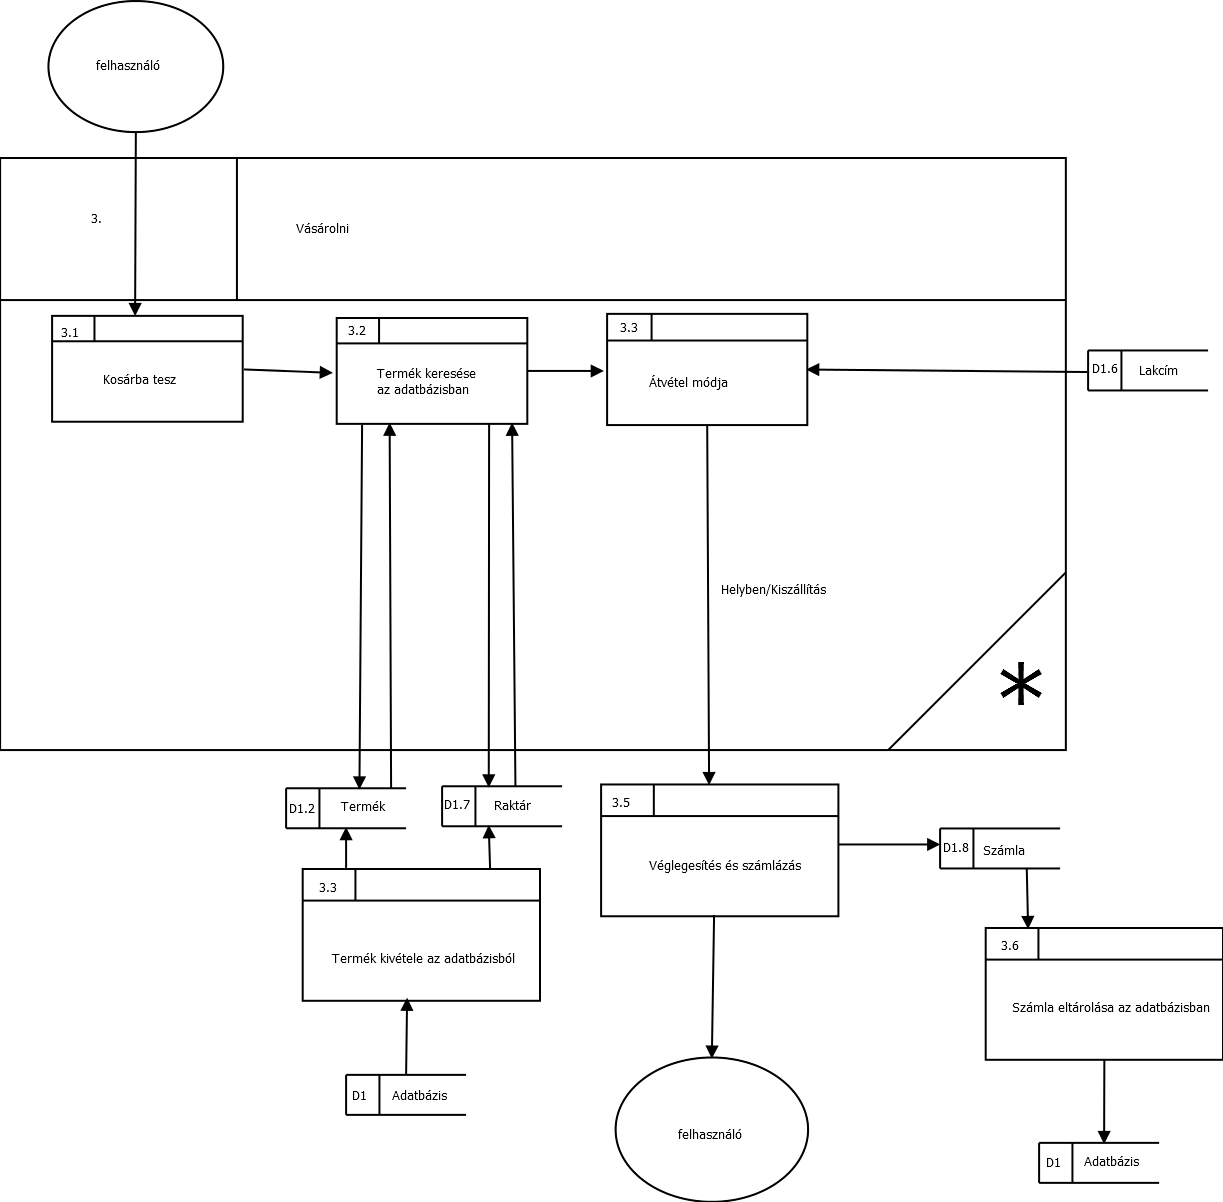 felhasználó
3.
Vásárolni
3.1
Kosárba tesz
3.2
Termék keresése
az adatbázisban
3.3
Átvétel módja
D1.6
Lakcím
Helyben/Kiszállítás
*
D1.2
Termék
D1.7
Raktár
3.5
Véglegesítés és számlázás
D1.8
Számla
3.3
Termék kivétele az adatbázisból
3.6
Számla eltárolása az adatbázisban
D1
Adatbázis
felhasználó
D1
Adatbázis